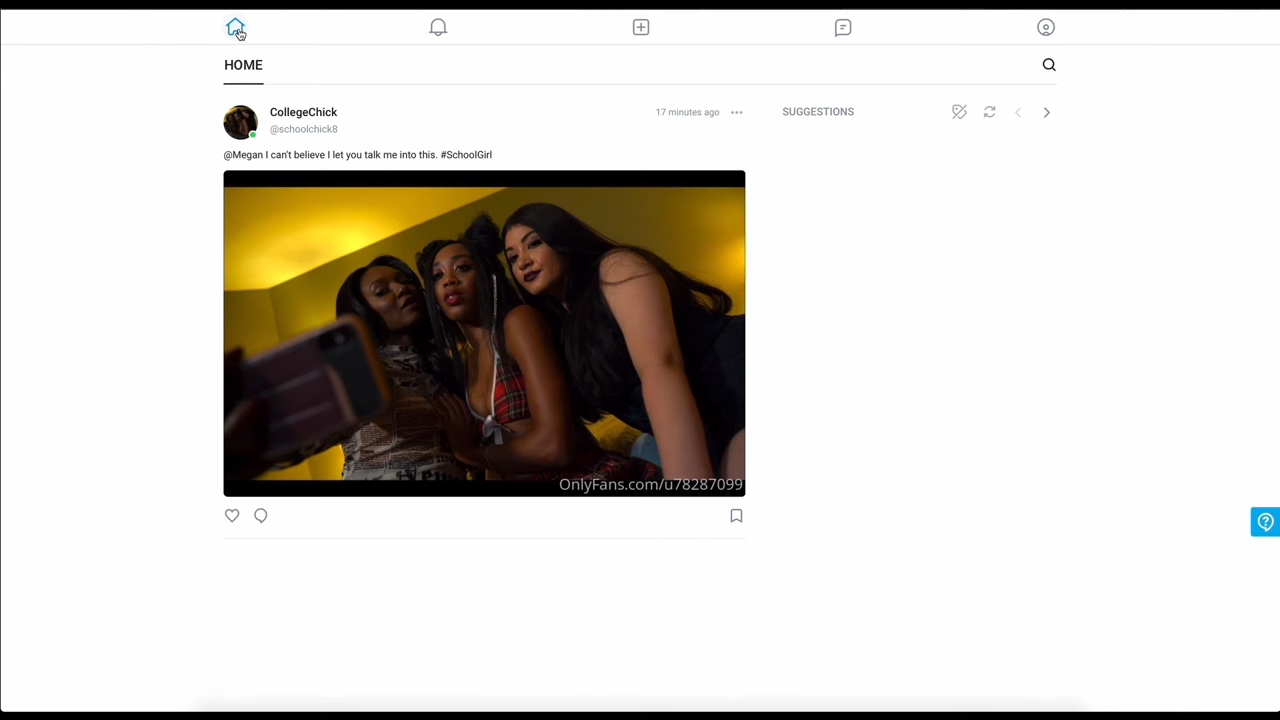 HOME
CollegeChick
17 minutes ago
@schoolchick8
@Megan I can't believe I let you talk me into this. #SchoolGirl
OnlyFans.com/u78287099
SUGGESTIONS